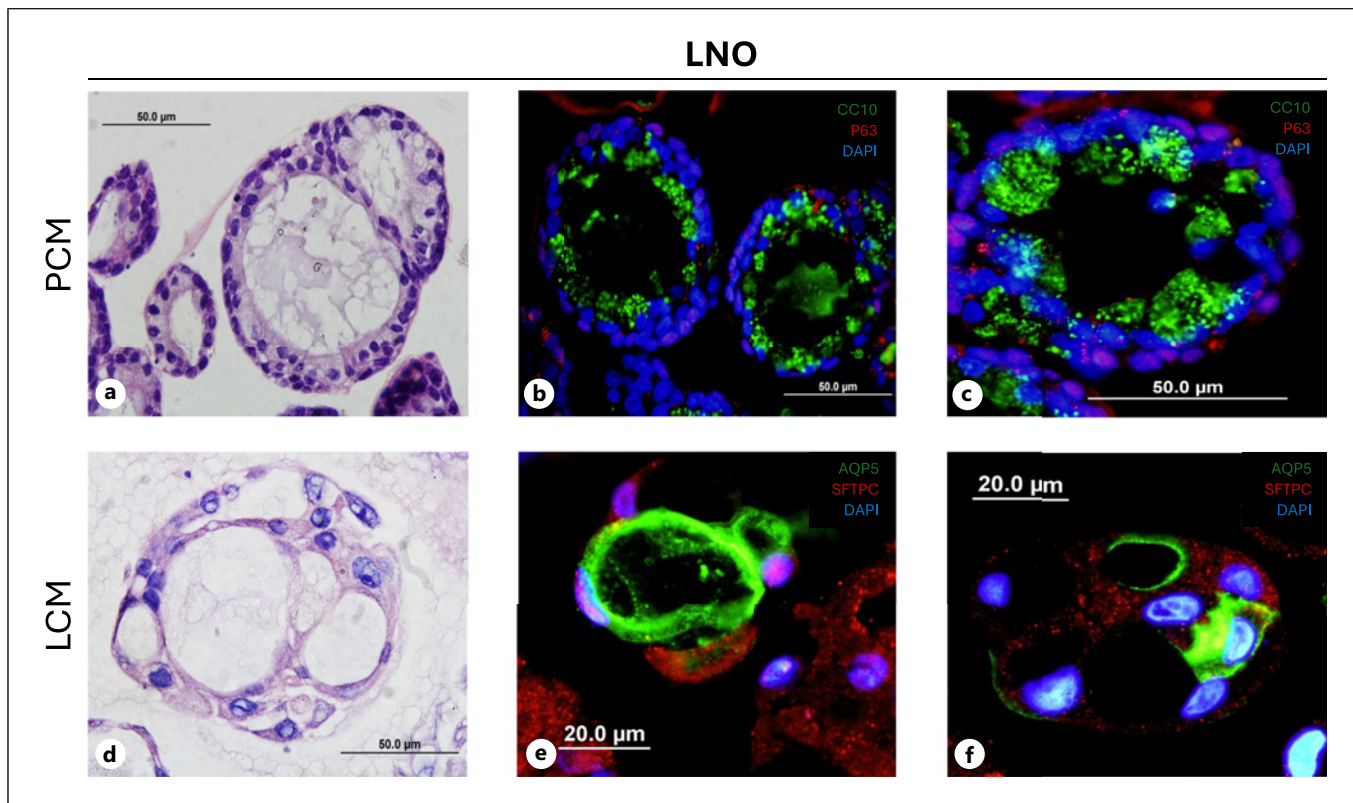 LNO
PCM
50.0 µm
a
CC10
P63
DAPI
50.0 µm
b
CC10
P63
DAPI
50.0 µm
c
LCM
50.0 µm
d
AQP5
SFTPC
DAPI
20.0 µm
e
20.0 µm
AQP5
SFTPC
DAPI
f